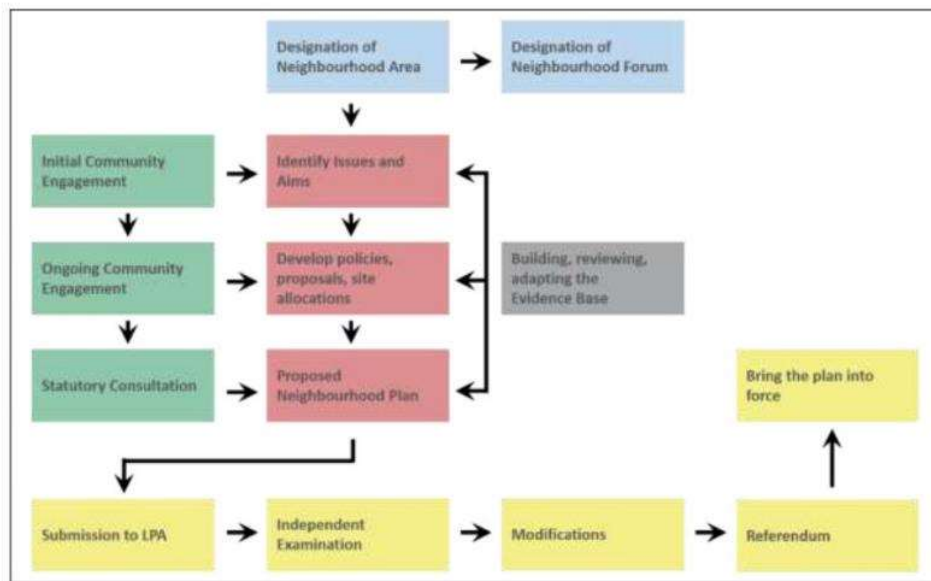 Designation of
Neighbourhood Area
Designation of
Neighbourhood Forum
Initial Community
Engagement
Identify Issues and
Aims
Ongoing Community
Engagement
Develop policies,
proposals, site
allocations
Building, reviewing,
adapting the
Evidence Base
Statutory Consultation
Proposed
Neighbourhood Plan
Bring the plan into
force
Submission to LPA
Independent
Examination
Modifications
Referendum